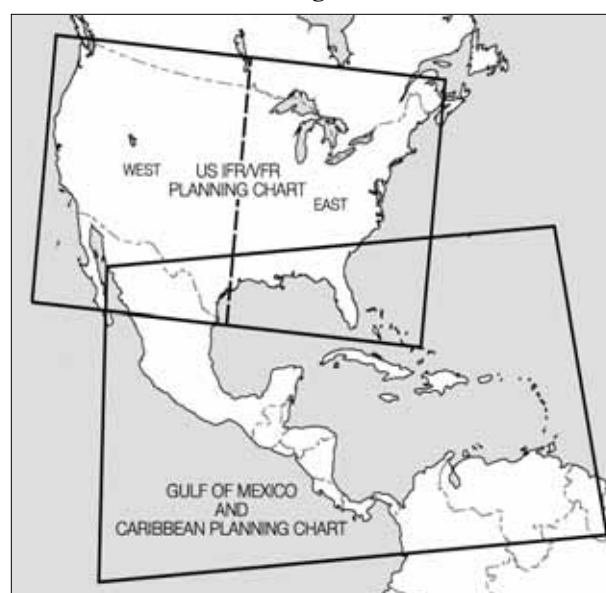 WEST
US IFR/VFR
PLANNING CHART
EAST
GULF OF MEXICO
AND
CARIBBEAN PLANNING CHART